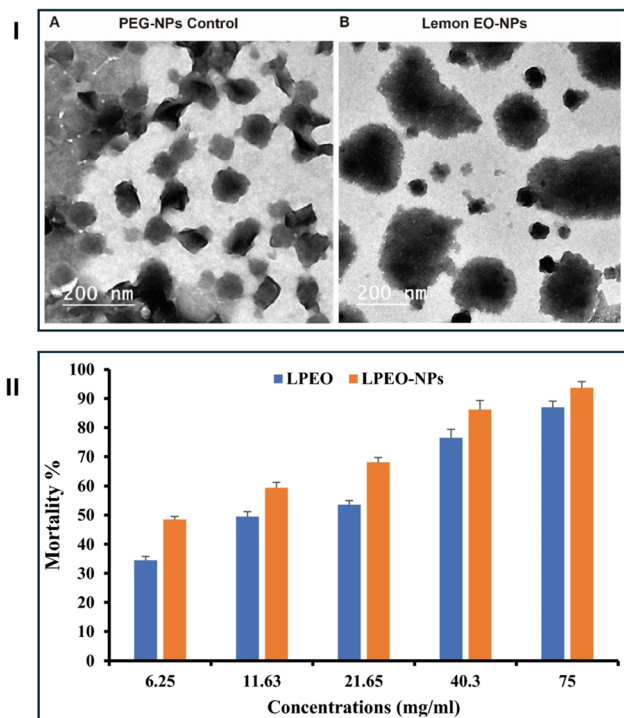 I
A PEG-NPs Control
B Lemon EO-NPs
200 nm
200 nm
II
LPEO LPEO-NPs
Mortality %
100
90
80
70
60
50
40
30
20
10
0
6.25 11.63 21.65 40.3 75
Concentrations (mg/ml)